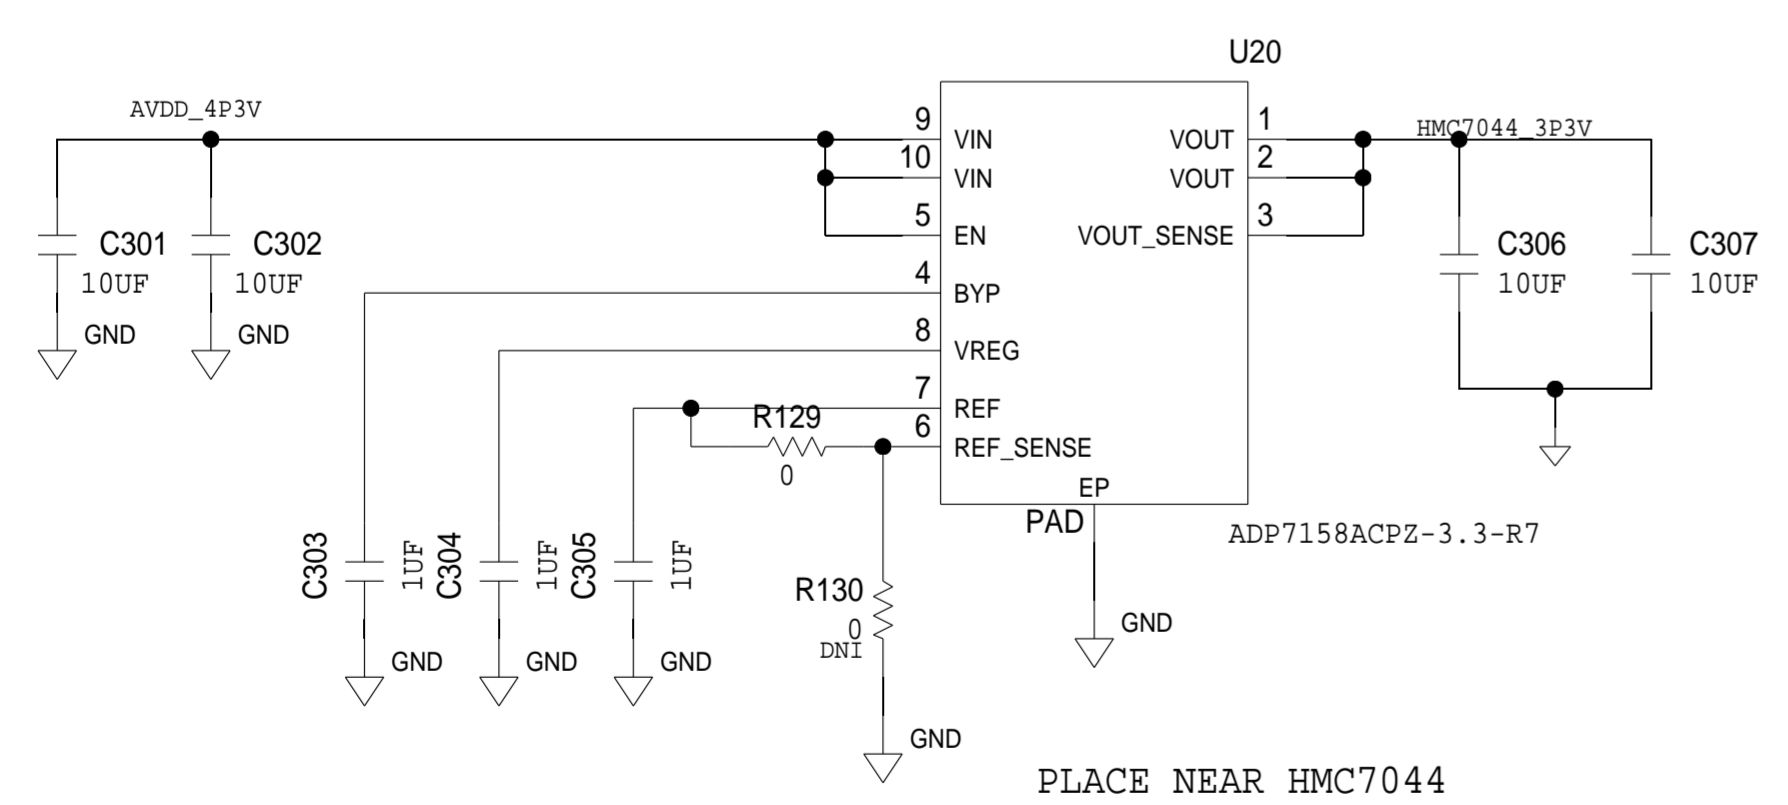 U20
AVDD_4P3V
HMC7044_3P3V
9 VIN
10 VIN
5 EN
4 BYP
8 VREG
7 REF
6 REF_SENSE
VOUT 1
VOUT 2
VOUT_SENSE 3
EP
PAD
GND
C301
10UF
GND
C302
10UF
GND
C306
10UF
C307
10UF
R129
0
ADP7158ACPZ-3.3-R7
C303
1UF
GND
C304
1UF
GND
C305
1UF
GND
R130
0
DNI
GND
PLACE NEAR HMC7044